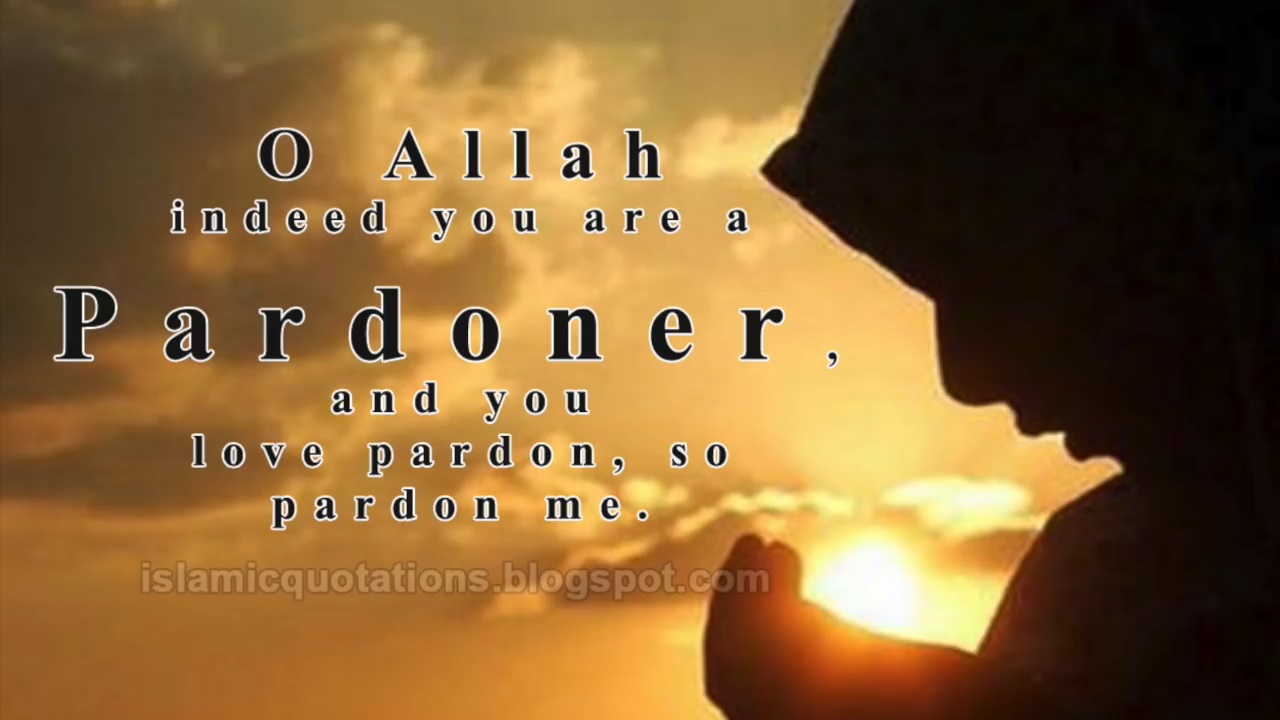 O Allah
indeed you are a
Pardoner,
and you
love pardon, so
pardon me.
islamicquotations.blogspot.com